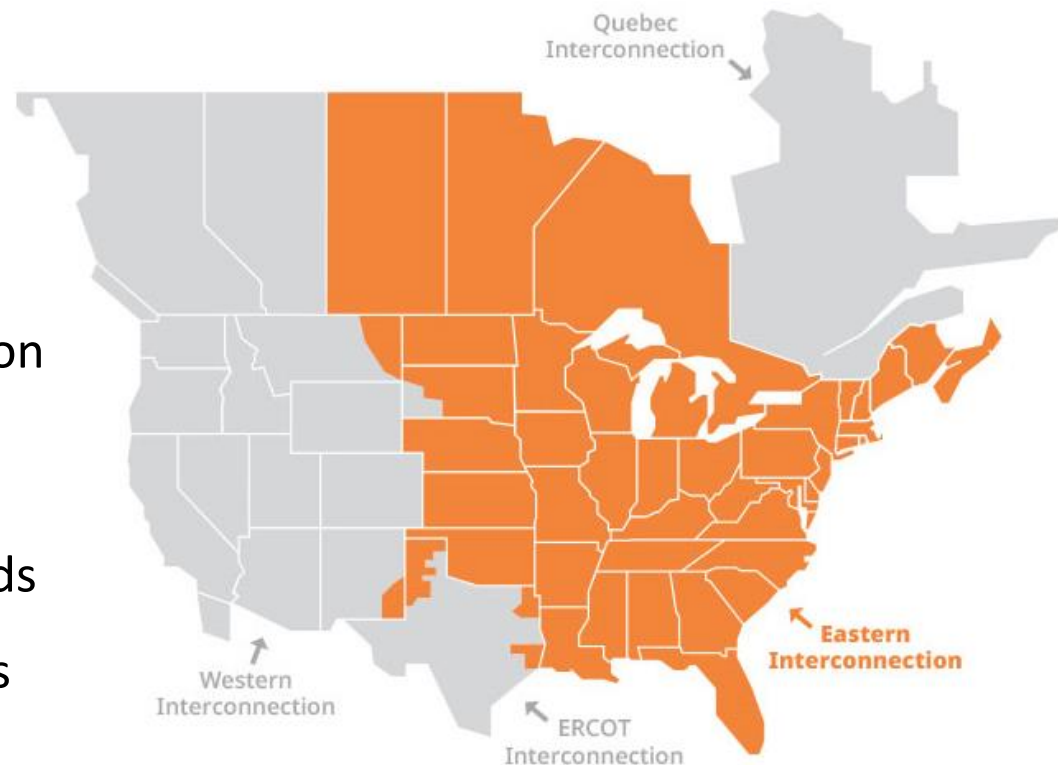 Quebec
Interconnection
on
ds
s
Eastern
Interconnection
Western
Interconnection
ERCOT
Interconnection